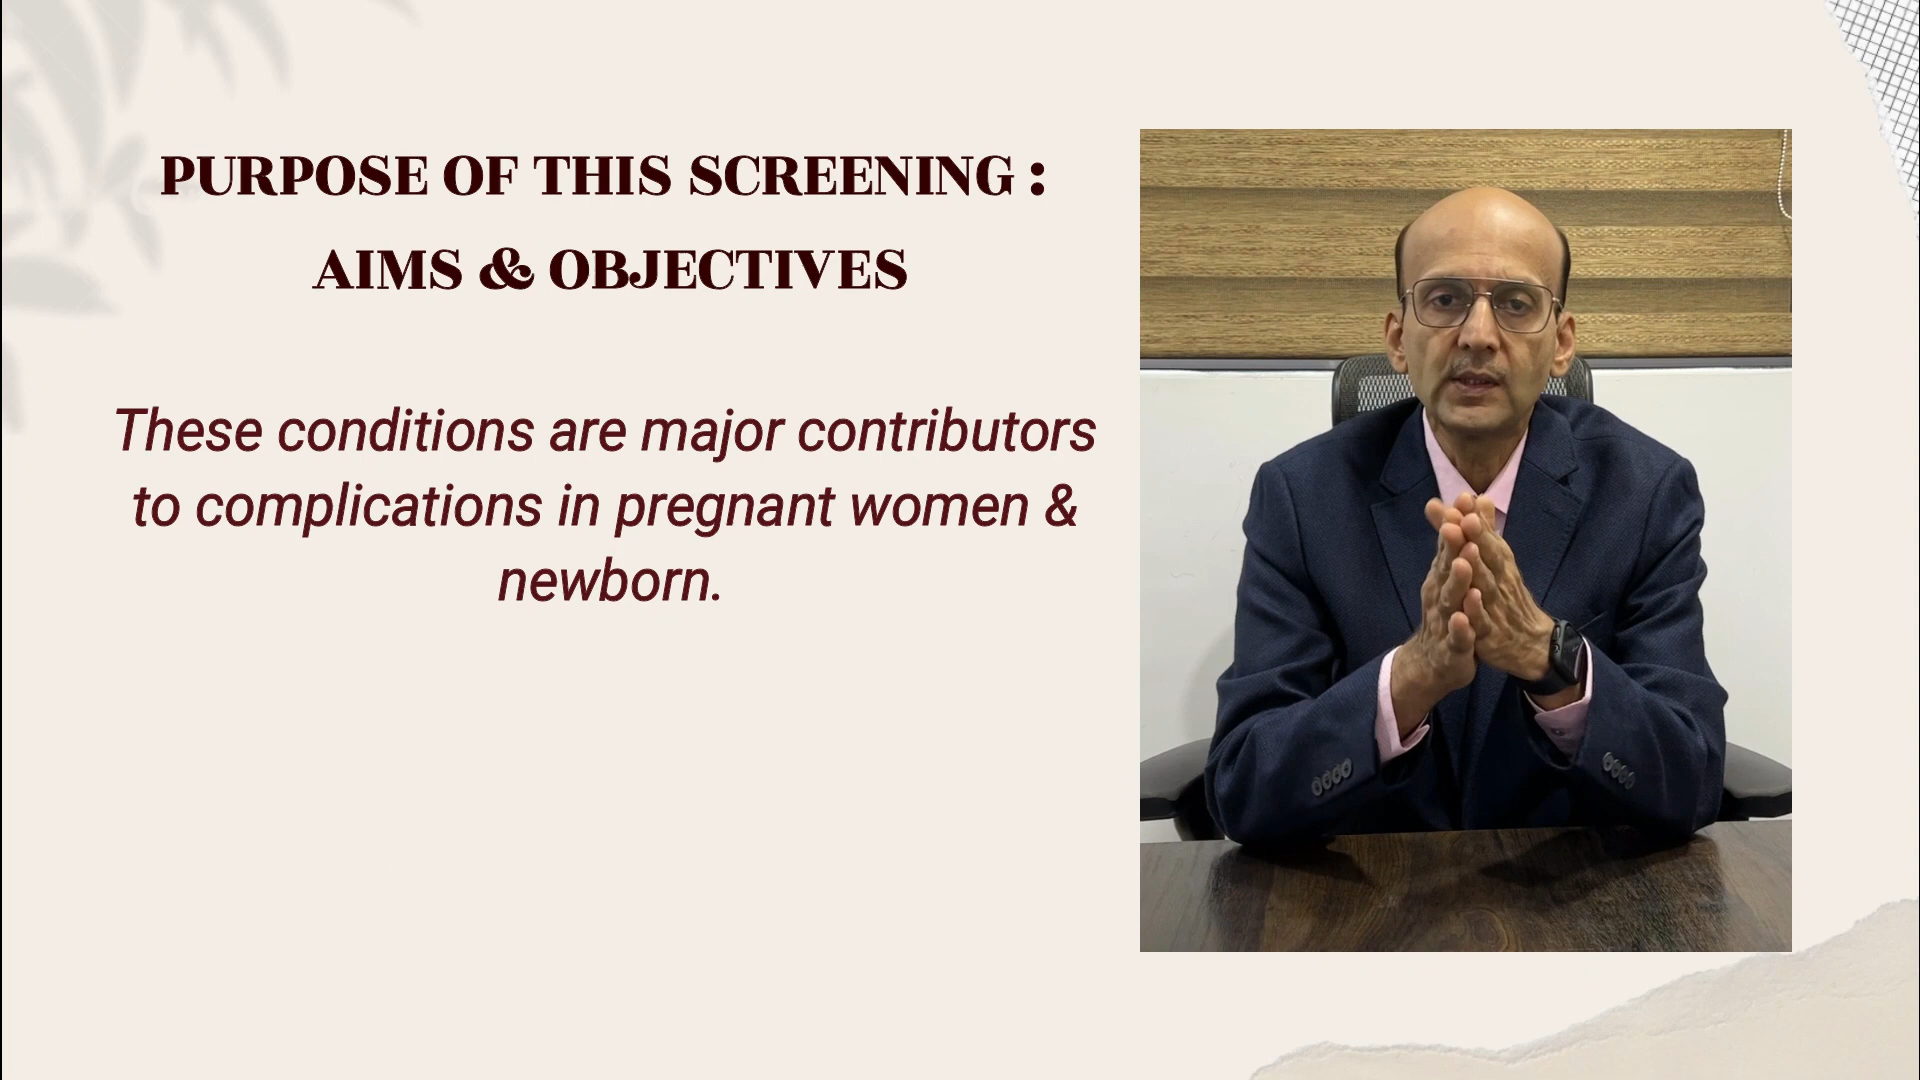 PURPOSE OF THIS SCREENING :
AIMS & OBJECTIVES
These conditions are major contributors
to complications in pregnant women &
newborn.